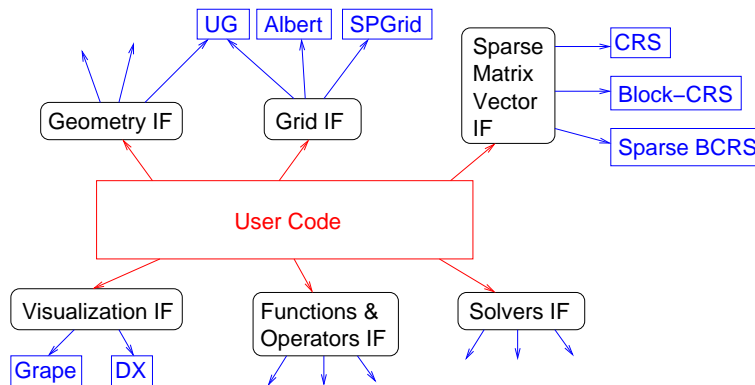 UG
Albert
SPGrid
Sparse
Matrix
Vector
IF
CRS
Block−CRS
Sparse BCRS
Geometry IF
Grid IF
User Code
Visualization IF
Functions &
Operators IF
Solvers IF
Grape
DX